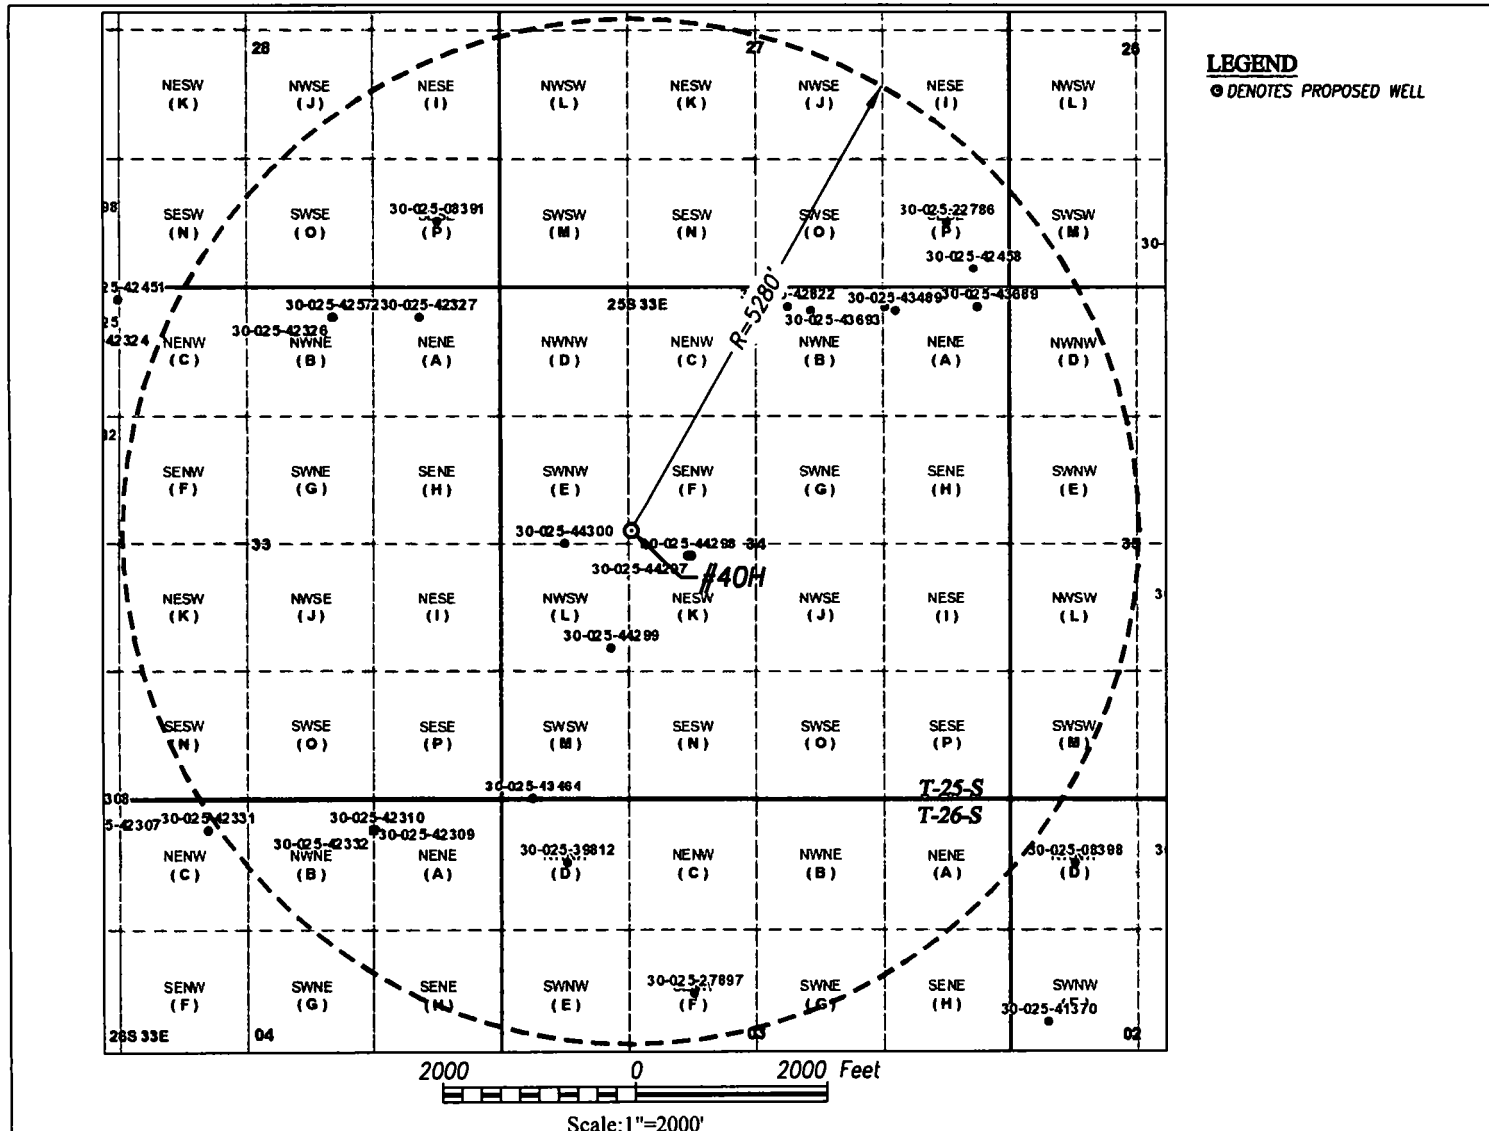 28 27 26
LEGEND
DENOTES PROPOSED WELL
NESW NWSE NESE NWSW NESW NWSE NESE NWSW
(K) (J) (I) (L) (K) (J) (I) (L)
30-025-08391 30-025-22786
SESW SWSE SWSW SESW SWSE SWSW
(N) (O) (P) (M) (N) (O) (P) (M)
98 30-
30-025-42458
R=5280'
25-42451
30-025-42572 30-025-42327 25S 33E -42822 30-025-43489 30-025-43689
25 30-025-42326 30-025-43693
42324 NENW NWNE NENE NWNW NENW NWNE NENE NWNW
(C) (B) (A) (D) (C) (B) (A) (D)
SENW SWNE SENE SWNW SENW SWNE SENE SWNW
(F) (G) (H) (E) (F) (G) (H) (E)
30-025-44300
33 30-025-44298 34 35
30-025-44297 #40H
NESW NWSE NESE NWSW NESW NWSE NESE NWSW
(K) (J) (I) (L) (K) (J) (I) (L)
30-025-44299
SESW SWSE SESE SWSW SESW SWSE SESE SWSW
(N) (O) (P) (M) (N) (O) (P) (M)
30-025-43464 T-25-S
308 T-26-S
5-42307 30-025-42331 30-025-42310
30-025-42332 30-025-42309
30-025-39812 30-025-08398
NENW NWNE NENE NENW NWNE NENE
(C) (B) (A) (D) (C) (B) (A) (D)
30-025-27897
SENW SWNE SENE SWNW SWNE SENE SWNW
(F) (G) (H) (E) (F) (G) (H) (E)
30-025-41370
26S 33E 04 03 02
2000 0 2000 Feet
Scale:1"=2000'